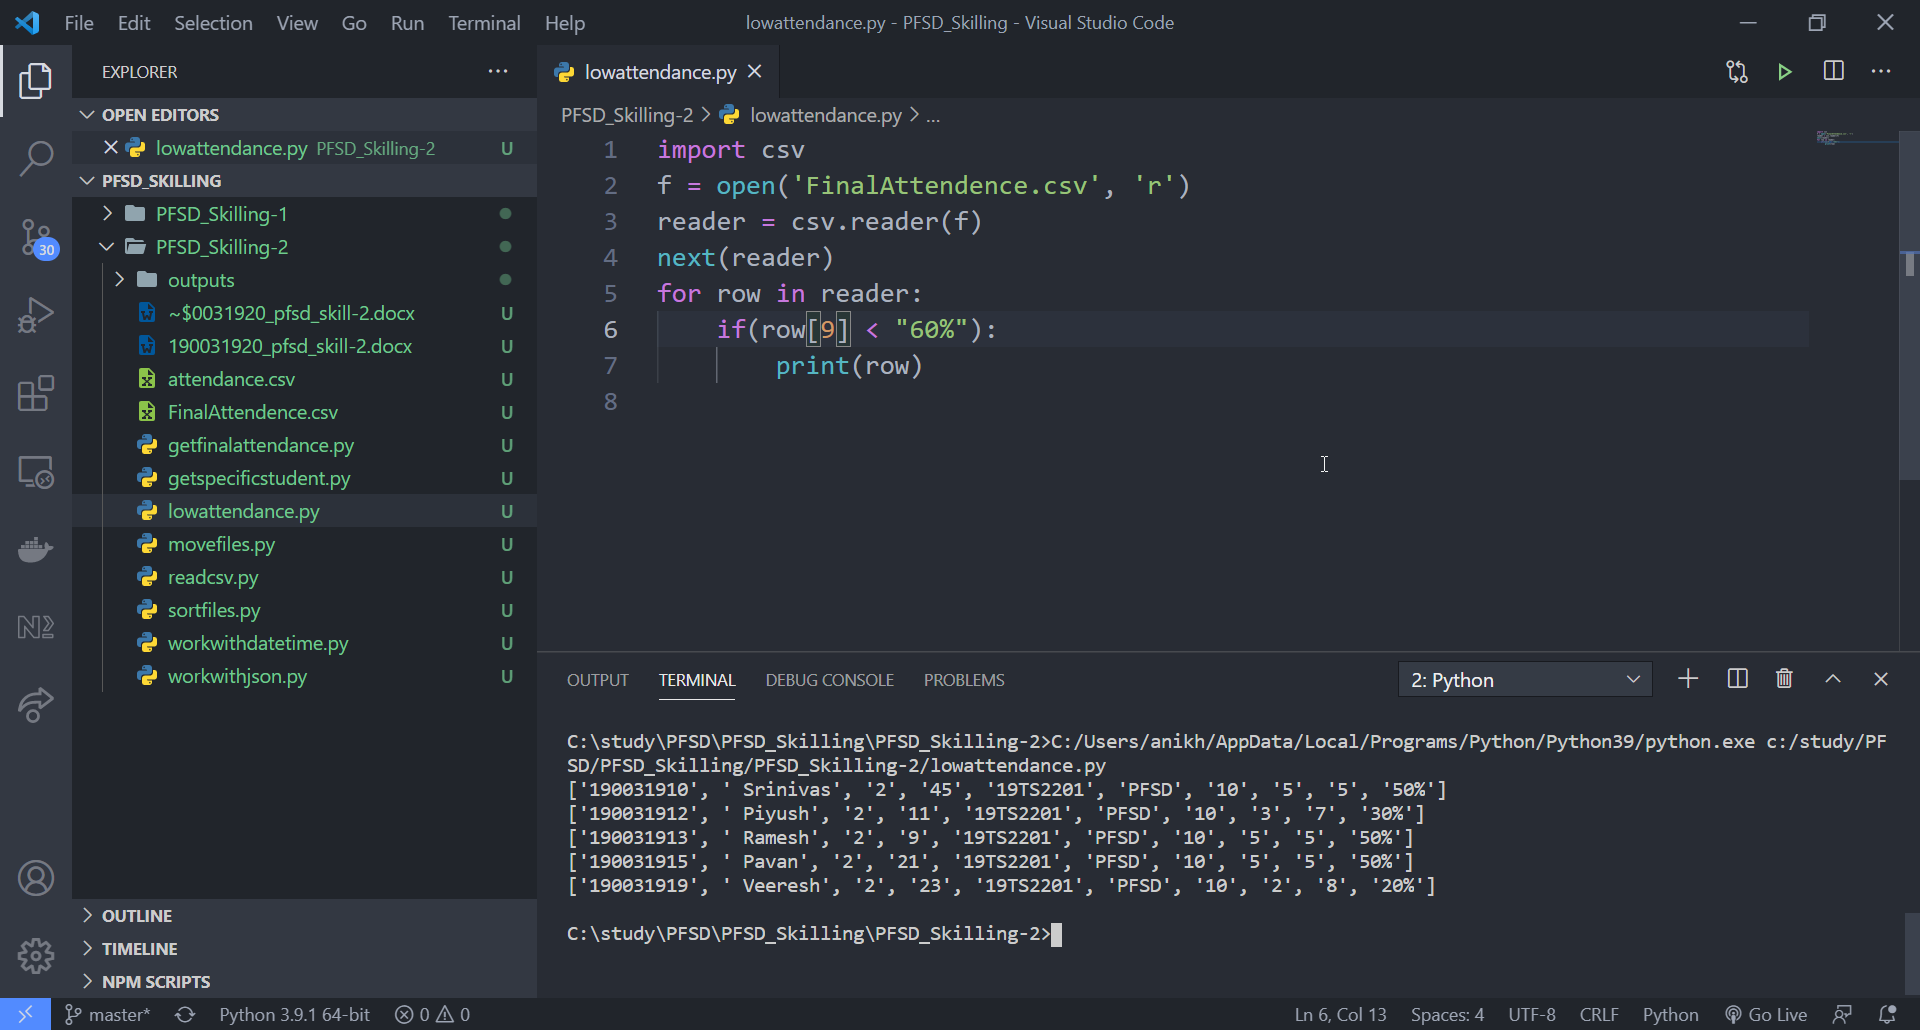 File Edit Selection View Go Run Terminal Help lowattendance.py - PFSD_Skilling - Visual Studio Code
EXPLORER
OPEN EDITORS
lowattendance.py PFSD_Skilling-2 U
PFSD_SKILLING
PFSD_Skilling-1
PFSD_Skilling-2
outputs
~$0031920_pfsd_skill-2.docx U
190031920_pfsd_skill-2.docx U
attendance.csv U
FinalAttendence.csv U
getfinalattendance.py U
getspecificstudent.py U
lowattendance.py U
movefiles.py U
readcsv.py U
sortfiles.py U
workwithdatetime.py U
workwithjson.py U
OUTLINE
TIMELINE
NPM SCRIPTS
30
lowattendance.py
PFSD_Skilling-2 > lowattendance.py > ...
1 import csv
2 f = open('FinalAttendence.csv', 'r')
3 reader = csv.reader(f)
4 next(reader)
5 for row in reader:
6     if(row[9] < "60%"):
7         print(row)
8
OUTPUT TERMINAL DEBUG CONSOLE PROBLEMS 2: Python
C:\study\PFSD\PFSD_Skilling\PFSD_Skilling-2>C:/Users/anikh/AppData/Local/Programs/Python/Python39/python.exe c:/study/PF
SD/PFSD_Skilling/PFSD_Skilling-2/lowattendance.py
['190031910', ' Srinivas', '2', '45', '19TS2201', 'PFSD', '10', '5', '5', '50%']
['190031912', ' Piyush', '2', '11', '19TS2201', 'PFSD', '10', '3', '7', '30%']
['190031913', ' Ramesh', '2', '9', '19TS2201', 'PFSD', '10', '5', '5', '50%']
['190031915', ' Pavan', '2', '21', '19TS2201', 'PFSD', '10', '5', '5', '50%']
['190031919', ' Veeresh', '2', '23', '19TS2201', 'PFSD', '10', '2', '8', '20%']
C:\study\PFSD\PFSD_Skilling\PFSD_Skilling-2>
master* Python 3.9.1 64-bit 0 0 Ln 6, Col 13 Spaces: 4 UTF-8 CRLF Python Go Live